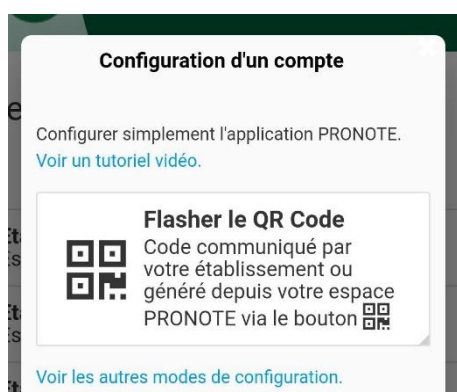 Configuration d'un compte
Configurer simplement l'application PRONOTE.
Voir un tutoriel vidéo.
Flasher le QR Code
Code communiqué par
votre établissement ou
généré depuis votre espace
PRONOTE via le bouton
Voir les autres modes de configuration.